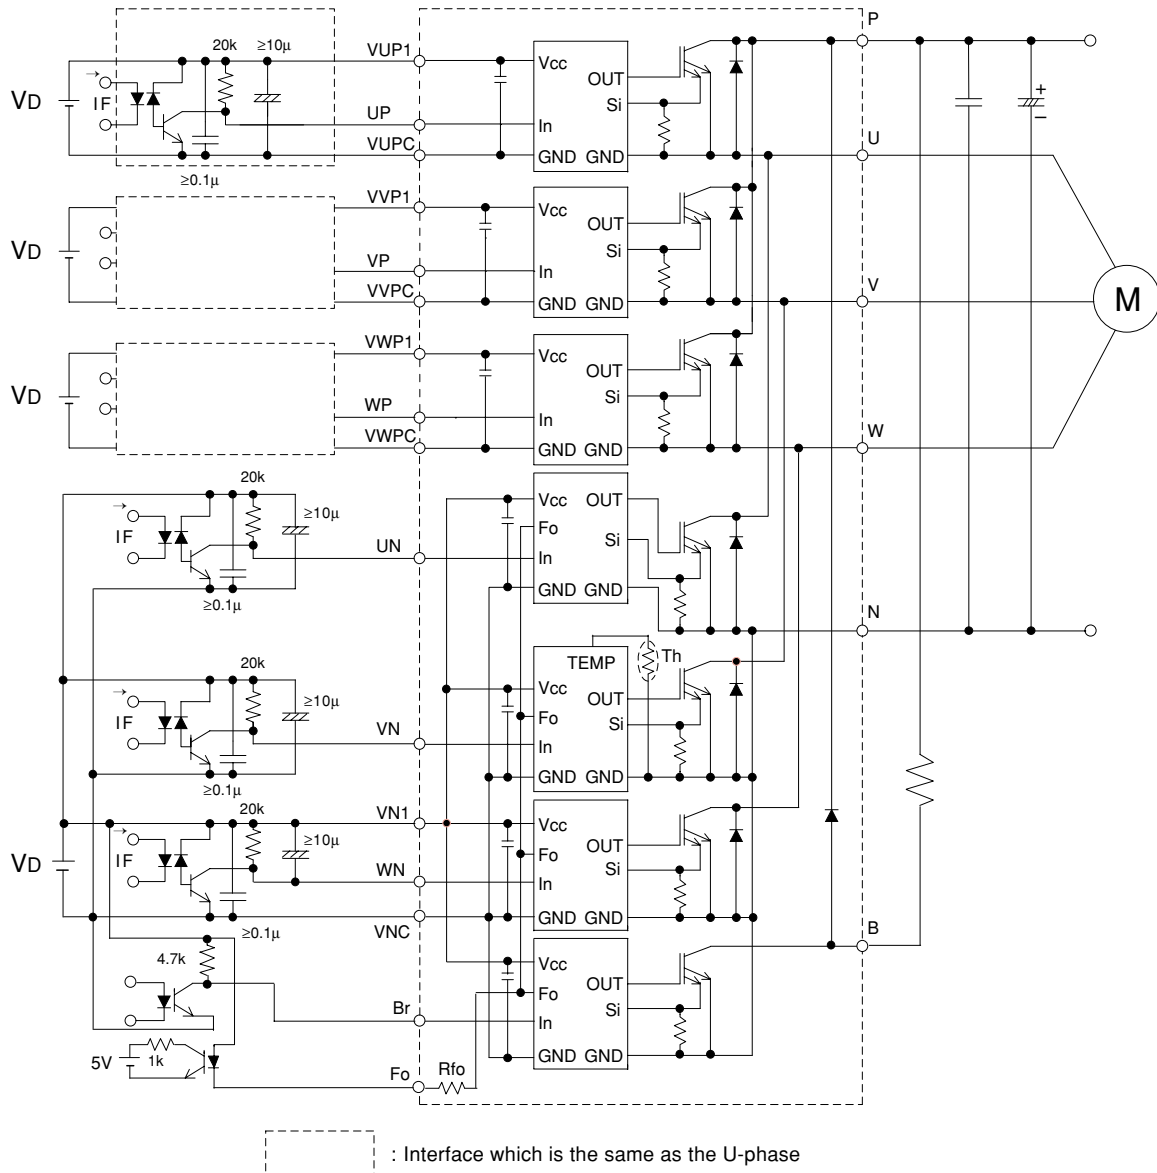 P
20k
≥10µ
VUP1
Vcc
OUT
Si
In
GND GND
→
IF
VD
UP
VUPC
≥0.1µ
+
–
U
VVP1
Vcc
OUT
Si
In
GND GND
VD
VP
VVPC
V
M
VWP1
Vcc
OUT
Si
In
GND GND
VD
WP
VWPC
W
20k
≥10µ
→
IF
≥0.1µ
UN
Vcc
OUT
Fo
Si
In
GND GND
N
20k
≥10µ
→
IF
≥0.1µ
VN
TEMP
Th
Vcc
OUT
Fo
Si
In
GND GND
20k
≥10µ
→
IF
VD
≥0.1µ
VN1
WN
VNC
Vcc
OUT
Fo
Si
In
GND GND
B
4.7k
Br
Vcc
OUT
Fo
Si
In
GND GND
5V
1k
Fo
Rfo
: Interface which is the same as the U-phase